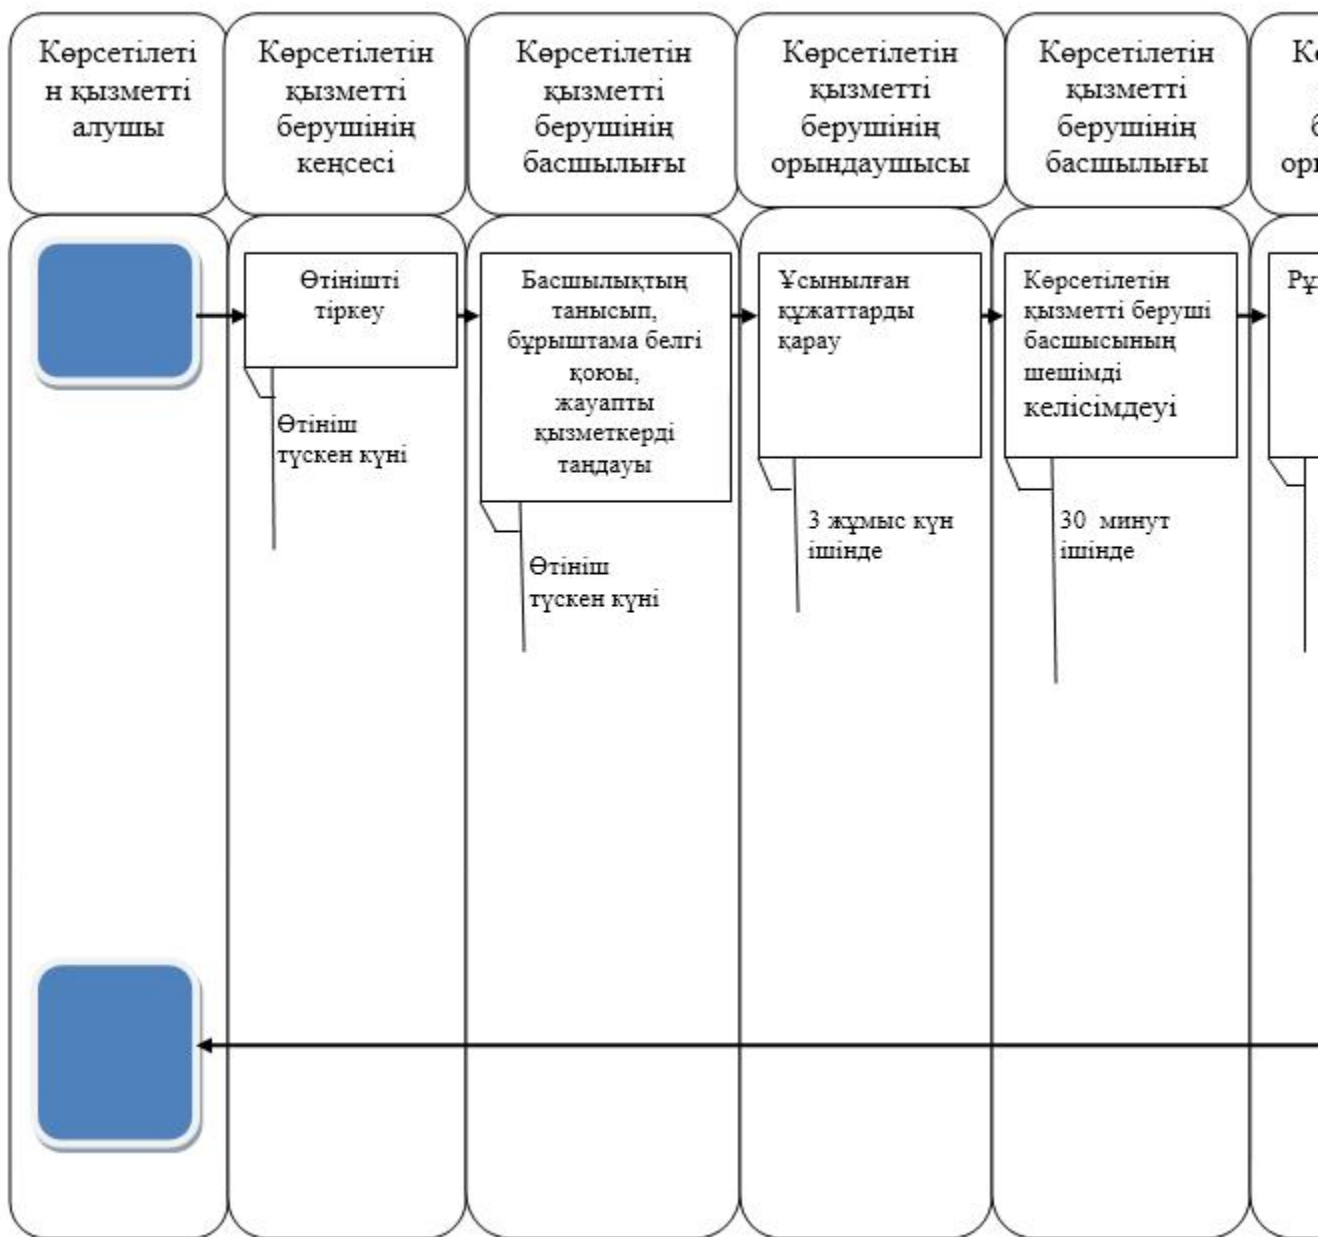 Көрсетілеті
н қызметті
алушы
Көрсетілетін
қызметті
берушінің
кеңсесі
Көрсетілетін
қызметті
берушінің
басшылығы
Көрсетілетін
қызметті
берушінің
орындаушысы
Көрсетілетін
қызметті
берушінің
басшылығы
Өтінішті
тіркеу
Өтініш
түскен күні
Басшылықтың
танысып,
бұрыштама белгі
қоюы,
жауапты
қызметкерді
таңдауы
Өтініш
түскен күні
Ұсынылған
құжаттарды
қарау
3 жұмыс күн
ішінде
Көрсетілетін
қызметті беруші
басшысының
шешімді
келісімдеуі
30 минут
ішінде